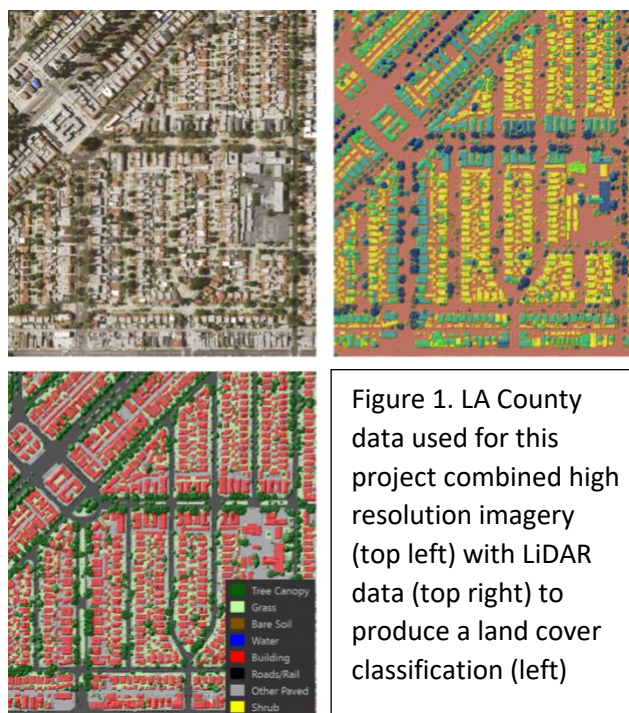 Figure 1. LA County
data used for this
project combined high
resolution imagery
(top left) with LiDAR
data (top right) to
produce a land cover
classification (left)
Tree Canopy
Grass
Bare Soil
Water
Building
Roads/Rail
Other Paved
Shrub